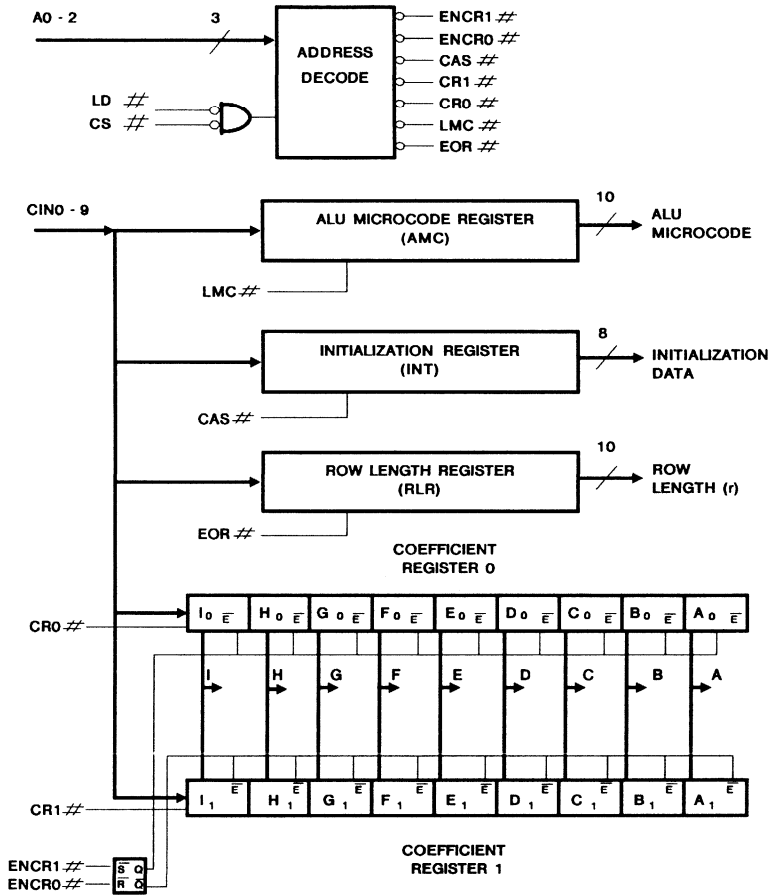 A0 - 2
3
ADDRESS
DECODE
ENCR1 #
ENCR0 #
CAS #
CR1 #
CR0 #
LMC #
EOR #
LD #
CS #
CIN0 - 9
ALU MICROCODE REGISTER
(AMC)
10
ALU
MICROCODE
LMC #
INITIALIZATION REGISTER
(INT)
8
INITIALIZATION
DATA
CAS #
ROW LENGTH REGISTER
(RLR)
10
ROW
LENGTH (r)
EOR #
COEFFICIENT
REGISTER 0
CR0 #
I0 E̅ H0 E̅ G0 E̅ F0 E̅ E0 E̅ D0 E̅ C0 E̅ B0 E̅ A0 E̅
I H G F E D C B A
I1 E̅ H1 E̅ G1 E̅ F1 E̅ E1 E̅ D1 E̅ C1 E̅ B1 E̅ A1 E̅
CR1 #
COEFFICIENT
REGISTER 1
ENCR1 # S̅ Q
ENCR0 # R̅ Q̅